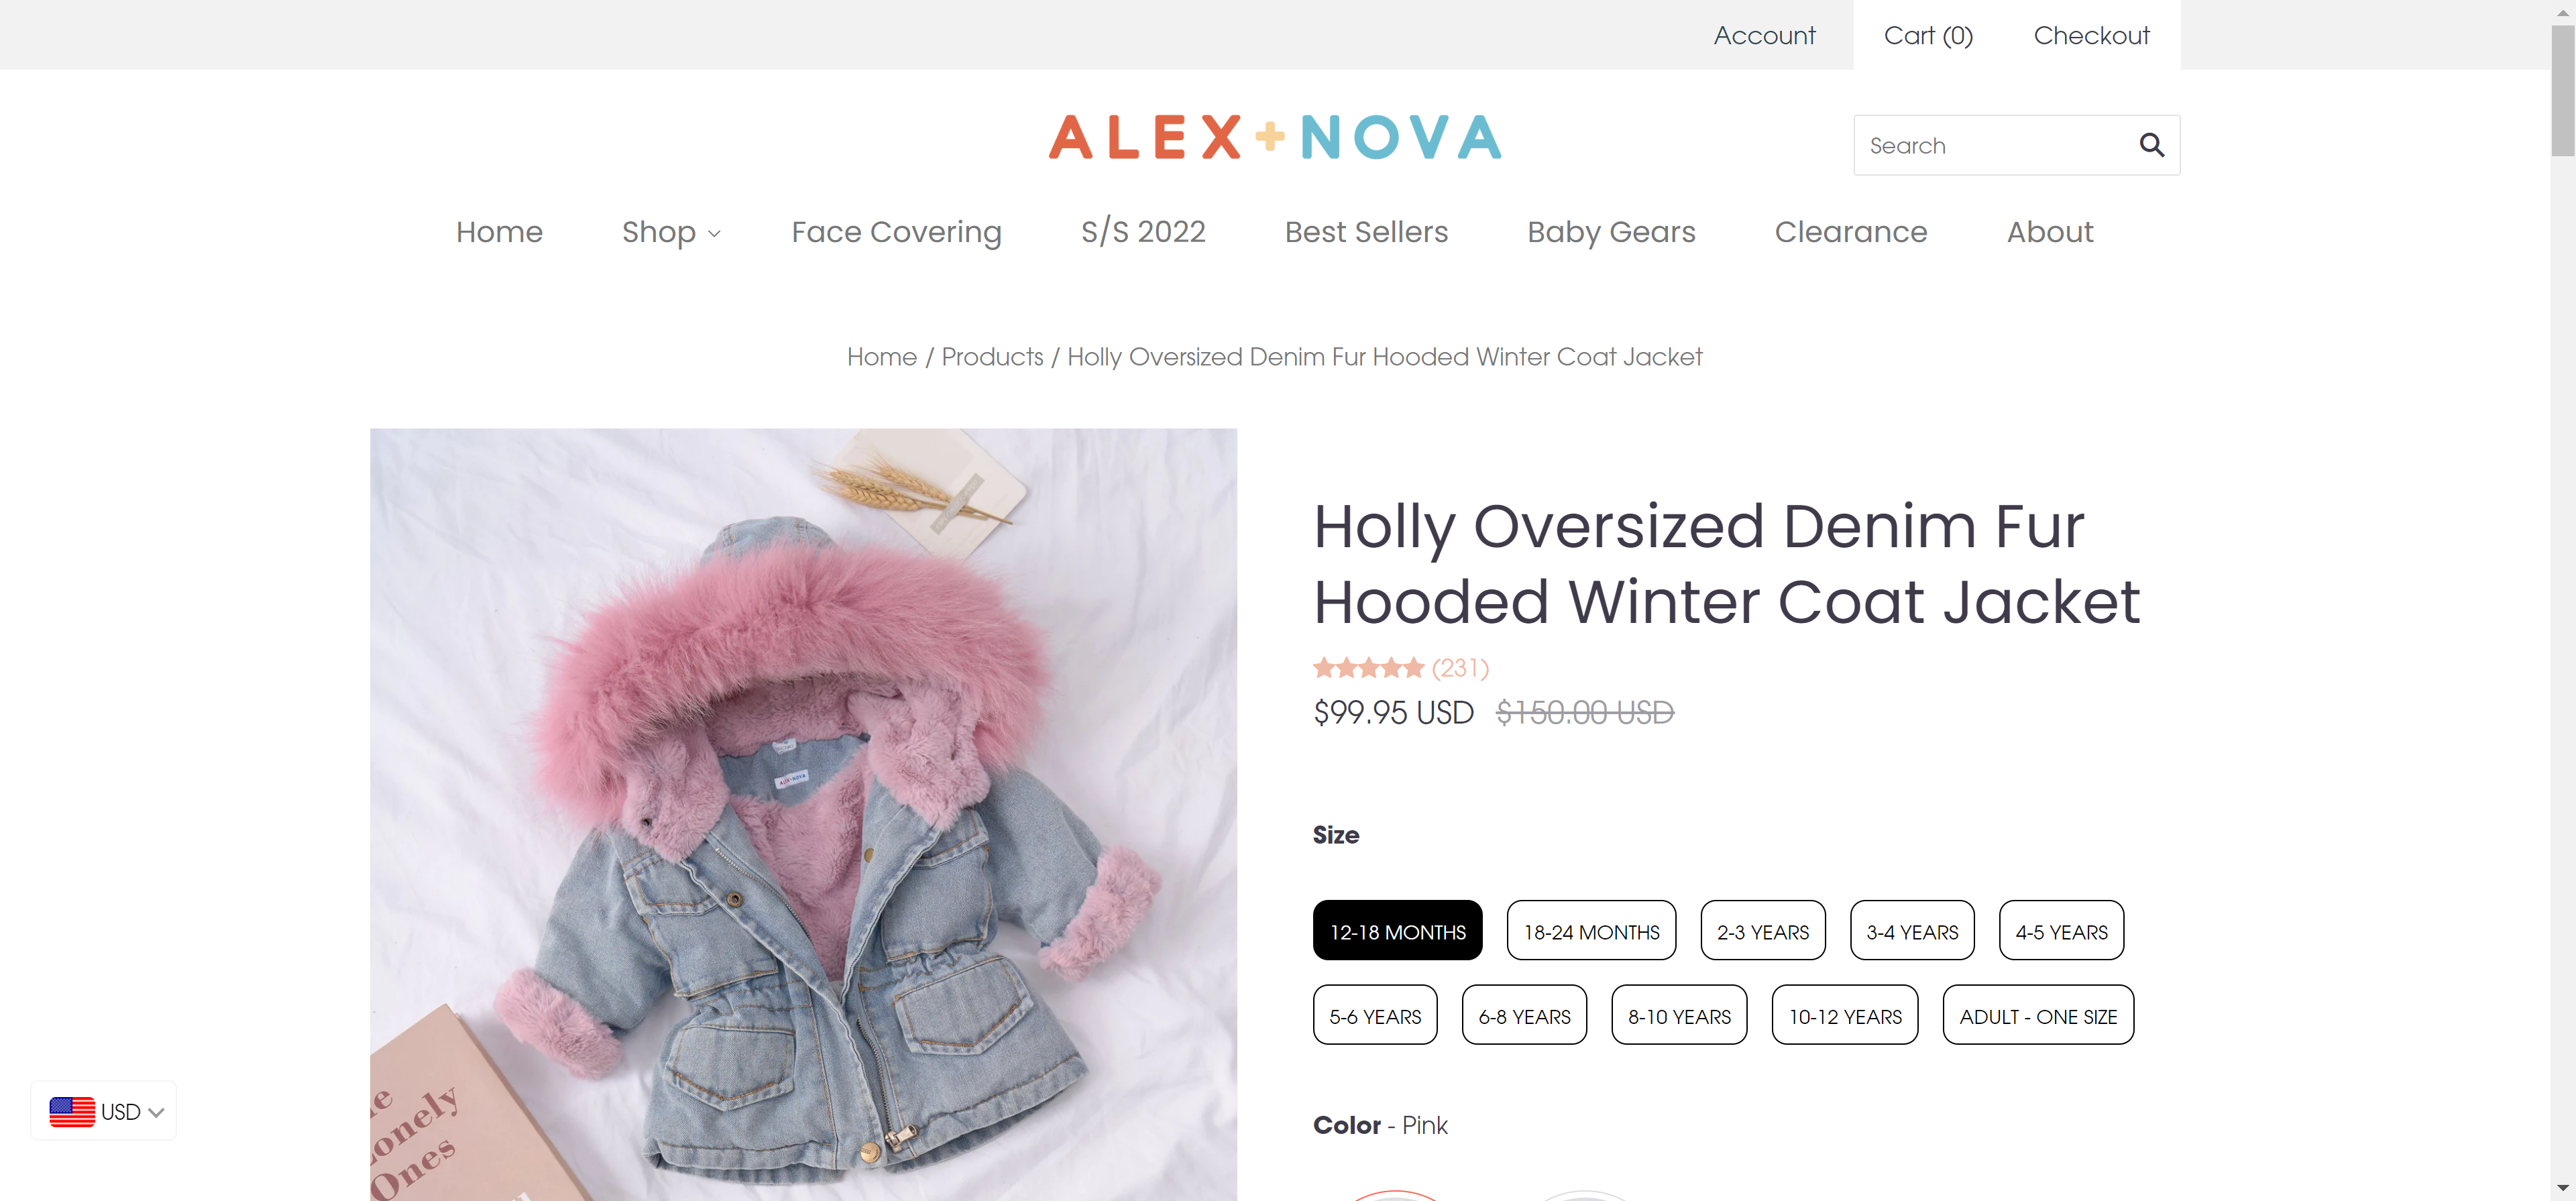 Account
Cart (0)
Checkout
ALEX+NOVA
Search
Home
Shop
Face Covering
S/S 2022
Best Sellers
Baby Gears
Clearance
About
Home / Products / Holly Oversized Denim Fur Hooded Winter Coat Jacket
Holly Oversized Denim Fur
Hooded Winter Coat Jacket
(231)
$99.95 USD $150.00 USD
Size
12-18 MONTHS
18-24 MONTHS
2-3 YEARS
3-4 YEARS
4-5 YEARS
5-6 YEARS
6-8 YEARS
8-10 YEARS
10-12 YEARS
ADULT - ONE SIZE
Color - Pink
ALEX+NOVA
onely
Ones
USD